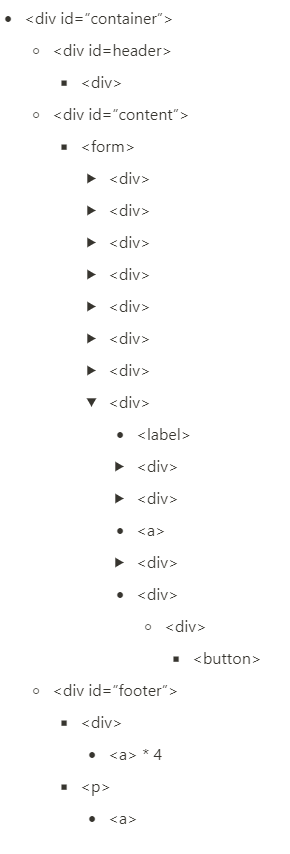 <div id="container">
<div id=header>
<div>
<div id="content">
<form>
<div>
<div>
<div>
<div>
<div>
<div>
<div>
<div>
<label>
<div>
<div>
<a>
<div>
<div>
<div>
<button>
<div id="footer">
<div>
<a> * 4
<p>
<a>